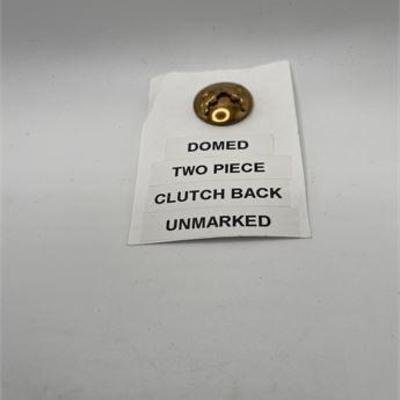 DOMED
TWO PIECE
CLUTCH BACK
UNMARKED